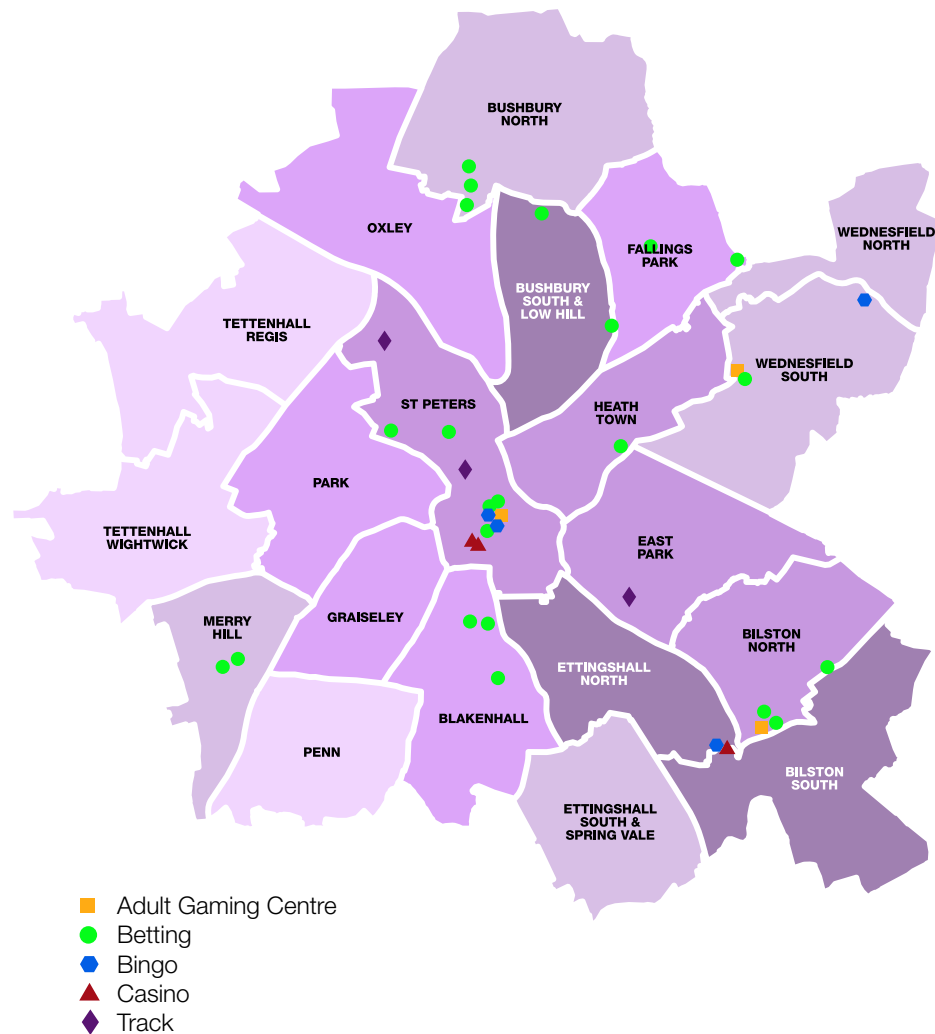 BUSHBURY
NORTH
OXLEY
WEDNESFIELD
NORTH
FALLINGS
PARK
BUSHBURY
SOUTH &
LOW HILL
TETTENHALL
REGIS
WEDNESFIELD
SOUTH
ST PETERS
HEATH
TOWN
PARK
TETTENHALL
WIGHTWICK
EAST
PARK
MERRY
HILL
GRAISELEY
BILSTON
NORTH
ETTINGSHALL
NORTH
BLAKENHALL
PENN
BILSTON
SOUTH
ETTINGSHALL
SOUTH &
SPRING VALE
Adult Gaming Centre
Betting
Bingo
Casino
Track